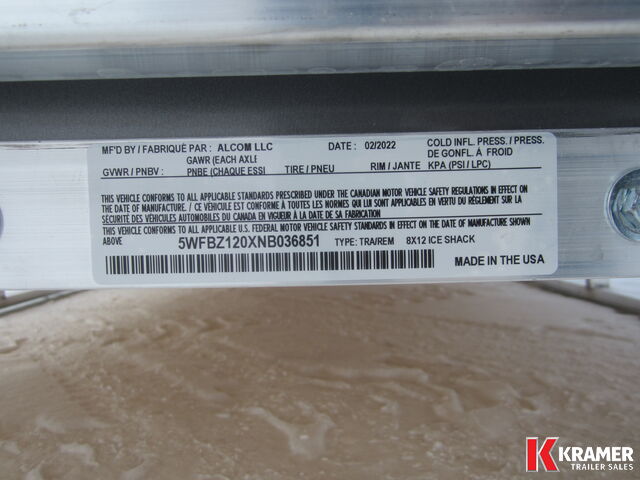 MF'D BY / FABRIQUÉ PAR : ALCOM LLC DATE : 02/2022 COLD INFL. PRESS. / PRESS.
GAWR (EACH AXLE DE GONFL. À FROID
GVWR / PNBV : PNBE (CHAQUE ESSI TIRE / PNEU RIM / JANTE KPA (PSI / LPC)
THIS VEHICLE CONFORMS TO ALL APPLICABLE STANDARDS PRESCRIBED UNDER THE CANADIAN MOTOR VEHICLE SAFETY REGULATIONS IN EFFECT ON
THE DATE OF MANUFACTURE. / CE VÉHICULE EST CONFORME À TOUTES LES NORMES QUI LUI SONT APPLICABLES EN VERTU DU RÈGLEMENT SUR LA
SÉCURITÉ DES VÉHICULES AUTOMOBILES DU CANADA EN VIGUEUR À LA DATE DE SA FABRICATION.
THIS VEHICLE CONFORMS TO ALL APPLICABLE U.S. FEDERAL MOTOR VEHICLE SAFETY STANDARDS IN EFFECT ON THE DATE OF MANUFACTURE SHOWN
ABOVE 5WFBZ120XNB036851 TYPE: TRA/REM 8X12 ICE SHACK
MADE IN THE USA
K KRAMER
TRAILER SALES